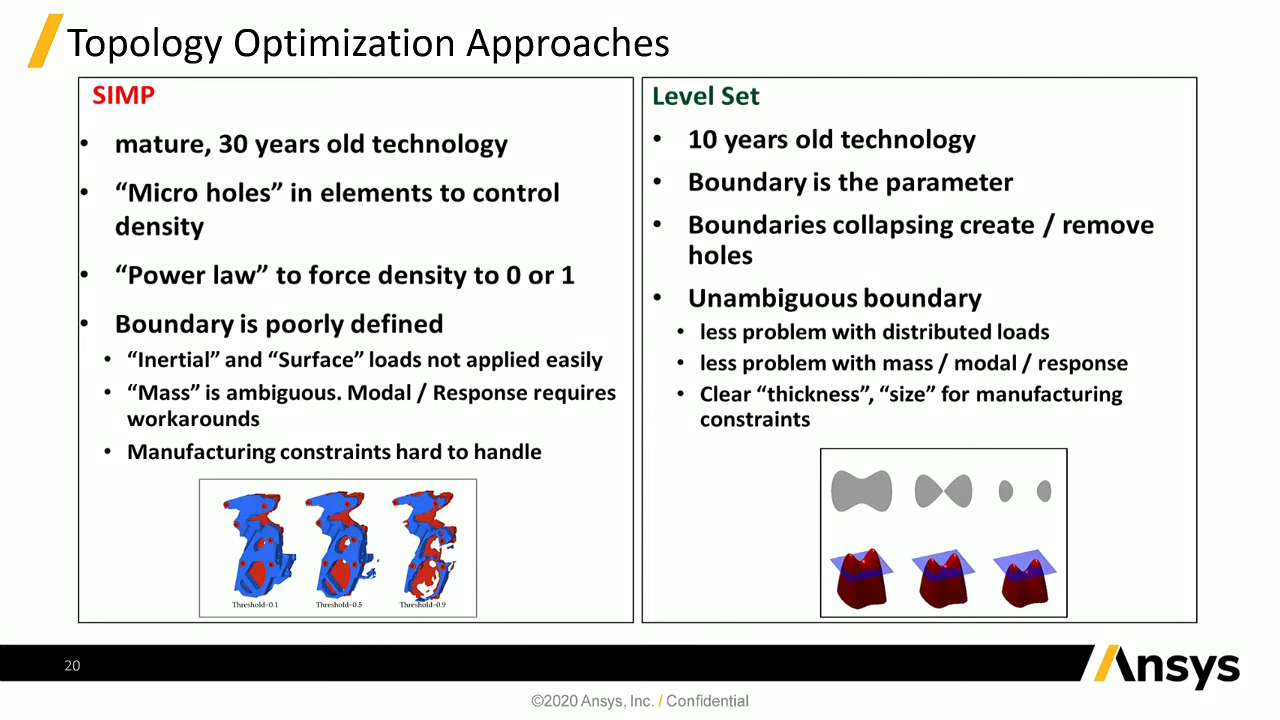 Topology Optimization Approaches
SIMP
• mature, 30 years old technology
• “Micro holes” in elements to control
density
• “Power law” to force density to 0 or 1
• Boundary is poorly defined
• “Inertial” and “Surface” loads not applied easily
• “Mass” is ambiguous. Modal / Response requires
workarounds
• Manufacturing constraints hard to handle
Threshold=0.1 Threshold=0.5 Threshold=0.9
Level Set
• 10 years old technology
• Boundary is the parameter
• Boundaries collapsing create / remove
holes
• Unambiguous boundary
• less problem with distributed loads
• less problem with mass / modal / response
• Clear “thickness”, “size” for manufacturing
constraints
20
Ansys
©2020 Ansys, Inc. / Confidential